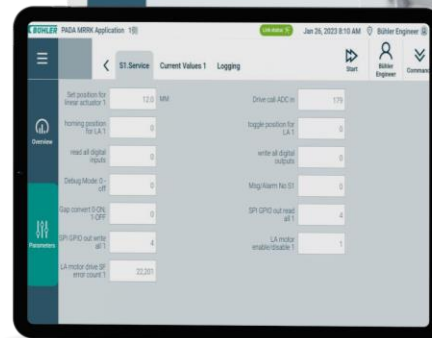 BÜHLER PADA MRRK Application
Jan 26, 2023 8:10 AM
Bühler Engineer
S1.Service
Current Values 1
Logging
Start
Bühler Engineer
Command
Overview
Parameters
Set position for
linear actuator 1
12.0 MM
Drive call ADC in
179
homing position
for LA 1
0
toggle position for
LA 1
0
read all digital
inputs
0
write all digital
outputs
0
Debug Mode: 0 -
off
0
Mag Alarm No S1
0
Gap convert 0-ON;
1-OFF
0
SPI GPIO out read
all 1
4
SPI GPIO out write
all 1
4
LA motor
enable/disable 1
1
LA motor drive SF
error count 1
22,201